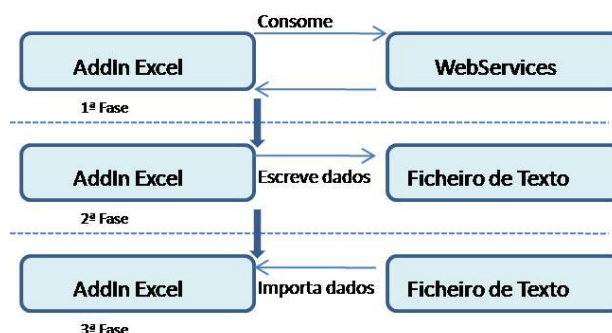 Consome
AddIn Excel
WebServices
1ª Fase
AddIn Excel
Escreve dados
Ficheiro de Texto
2ª Fase
AddIn Excel
Importa dados
Ficheiro de Texto
3ª Fase